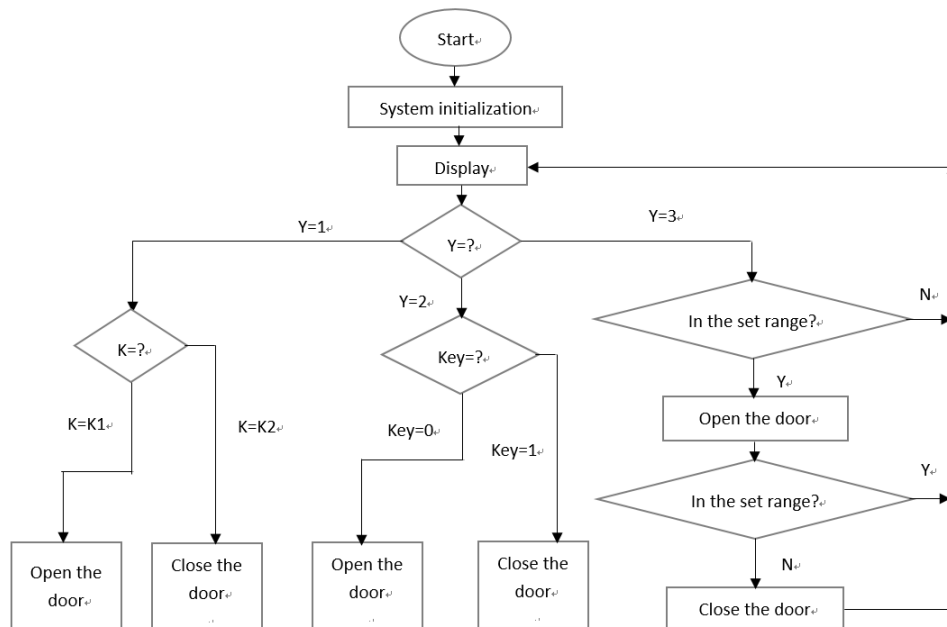 Start
System initialization
Display
Y=1
Y=?
Y=3
Y=2
N
In the set range?
K=?
Key=?
Y
Open the door
K=K1
K=K2
Key=0
Key=1
Y
In the set range?
N
Open the
door
Close the
door
Open the
door
Close the
door
Close the door